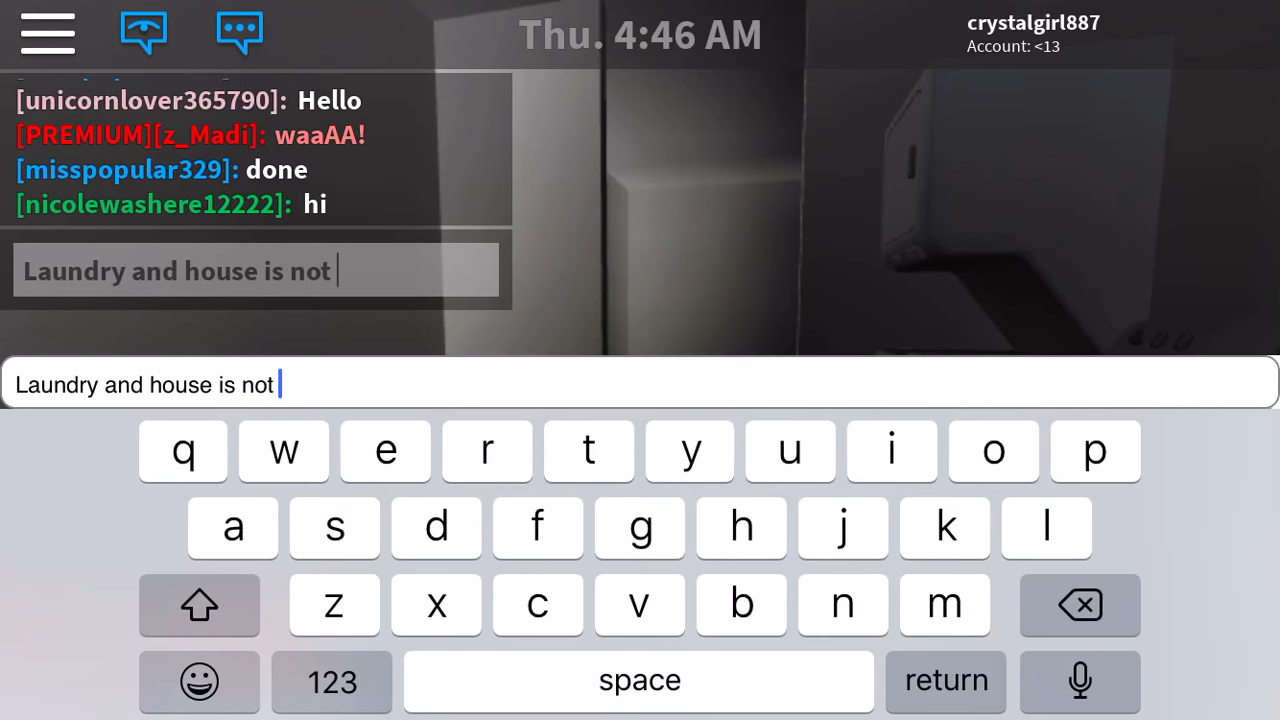 Thu. 4:46 AM
crystalgirl887
Account: <13
[unicornlover365790]: Hello
[PREMIUM][z_Madi]: waaAA!
[misspopular329]: done
[nicolewashere12222]: hi
Laundry and house is not
Laundry and house is not
q w e r t y u i o p
a s d f g h j k l
z x c v b n m
123 space return